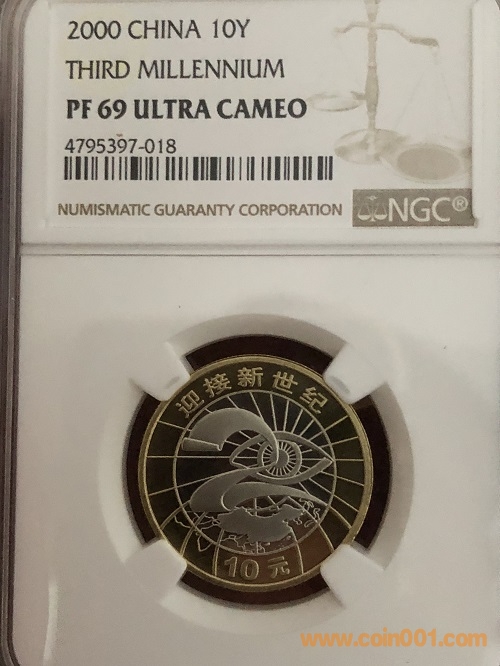 2000 CHINA 10Y
THIRD MILLENNIUM
PF 69 ULTRA CAMEO
4795397-018
NUMISMATIC GUARANTY CORPORATION
NGC®
迎接新世纪
10元
www.coin001.com